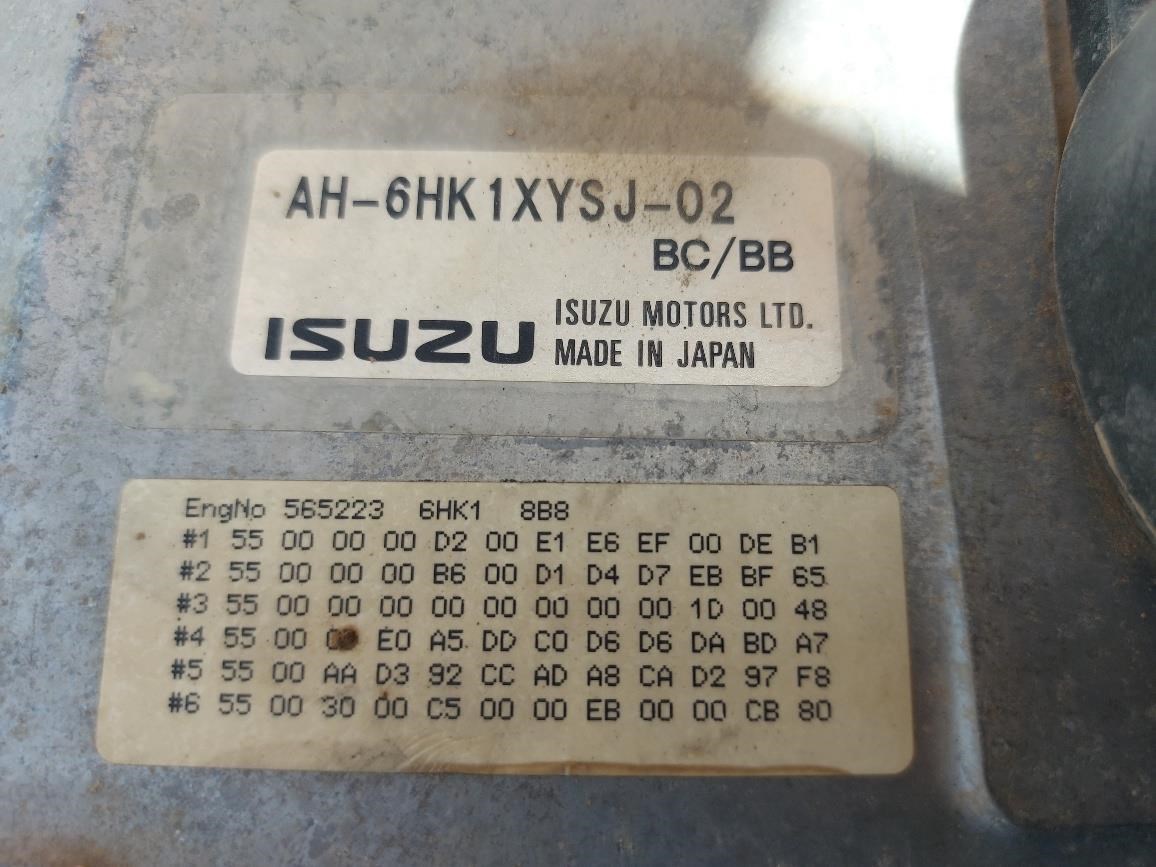 AH-6HK1XYSJ-02
BC/BB
ISUZU ISUZU MOTORS LTD.
MADE IN JAPAN
EngNo 565223 6HK1 8B8
#1 55 00 00 00 D2 00 E1 E6 EF 00 DE B1
#2 55 00 00 00 B6 00 D1 D4 D7 EB BF 65
#3 55 00 00 00 00 00 00 00 00 1D 00 48
#4 55 00 E0 A5 DD C0 D6 D6 DA BD A7
#5 55 00 AA D3 92 CC AD A8 CA D2 97 F8
#6 55 00 30 00 C5 00 00 EB 00 00 CB 80